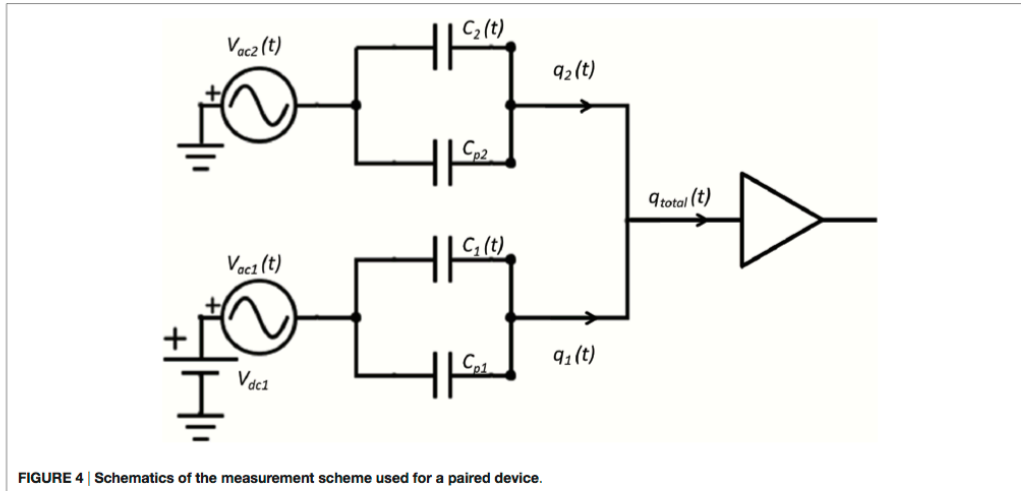 C2 (t)
Vac2 (t)
q2 (t)
+
Cp2
qtotal (t)
C1 (t)
Vac1 (t)
+
+
q1 (t)
Cp1
Vdc1
FIGURE 4 | Schematics of the measurement scheme used for a paired device.